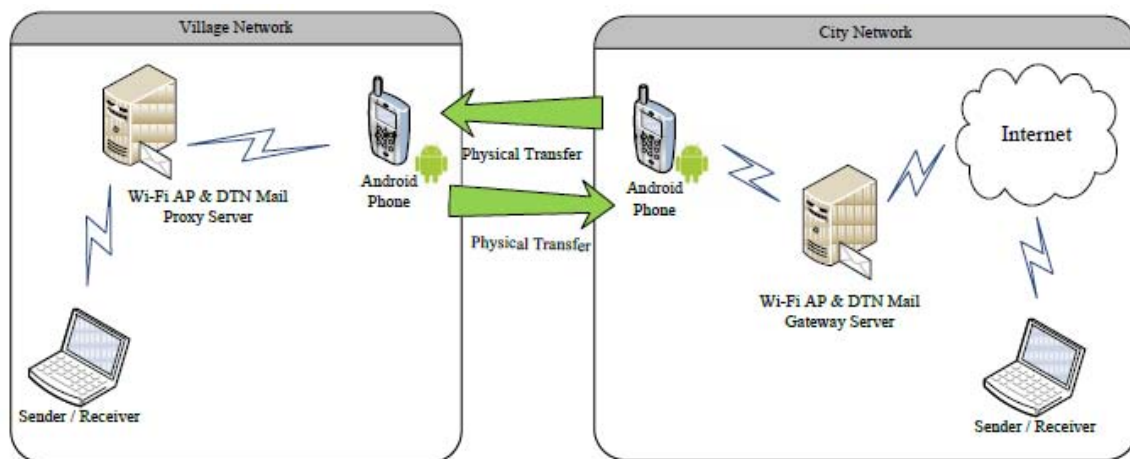 Village Network
City Network
Physical Transfer
Internet
Android
Phone
Android
Phone
Wi-Fi AP & DTN Mail
Proxy Server
Physical Transfer
Wi-Fi AP & DTN Mail
Gateway Server
Sender / Receiver
Sender / Receiver